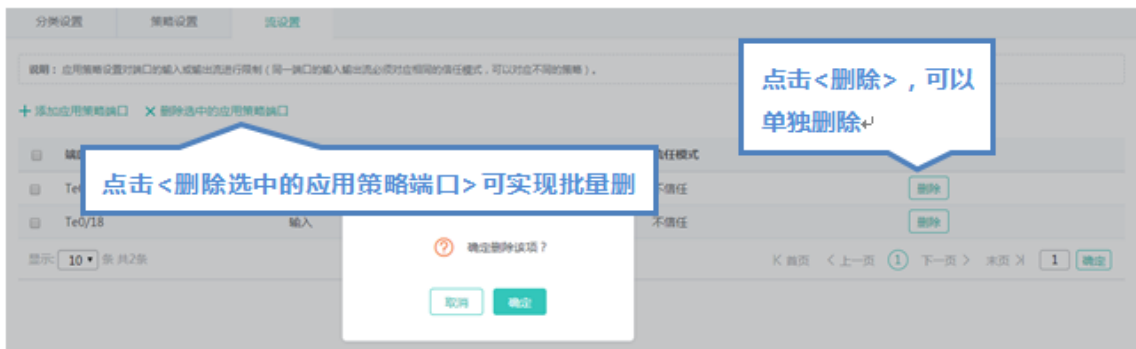 分类设置 策略设置 流设置
说明： 应用策略设置对端口的输入或输出流进行限制（同一端口的输入输出流必须对应相同的信任模式，可以对应不同的策略）。
点击<删除>，可以
单独删除↵
+ 添加应用策略端口 ✕ 删除选中的应用策略端口
信任模式
点击<删除选中的应用策略端口>可实现批量删
不信任 删除
Te0/18 输入 不信任 删除
显示: 10 条 共2条 首页 上一页 1 下一页 末页 1 确定
确定删除该项？
取消 确定